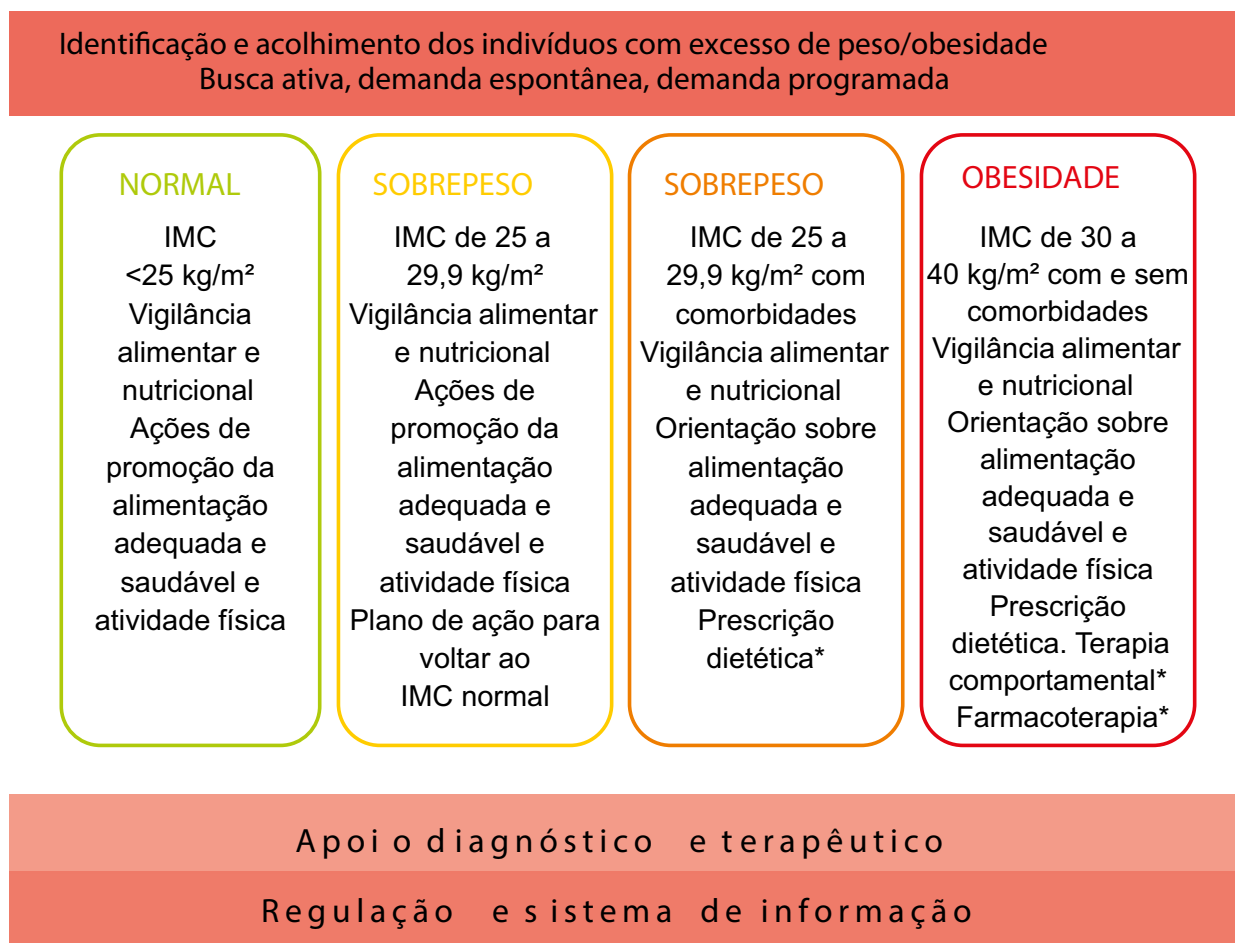 Identificação e acolhimento dos indivíduos com excesso de peso/obesidade
Busca ativa, demanda espontânea, demanda programada
NORMAL
IMC
<25 kg/m²
Vigilância
alimentar e
nutricional
Ações de
promoção da
alimentação
adequada e
saudável e
atividade física
SOBREPESO
IMC de 25 a
29,9 kg/m²
Vigilância alimentar
e nutricional
Ações de
promoção da
alimentação
adequada e
saudável e
atividade física
Plano de ação para
voltar ao
IMC normal
SOBREPESO
IMC de 25 a
29,9 kg/m² com
comorbidades
Vigilância alimentar
e nutricional
Orientação sobre
alimentação
adequada e
saudável e
atividade física
Prescrição
dietética*
OBESIDADE
IMC de 30 a
40 kg/m² com e sem
comorbidades
Vigilância alimentar
e nutricional
Orientação sobre
alimentação
adequada e
saudável e
atividade física
Prescrição
dietética. Terapia
comportamental*
Farmacoterapia*
Apoio diagnóstico e terapêutico
Regulação e sistema de informação